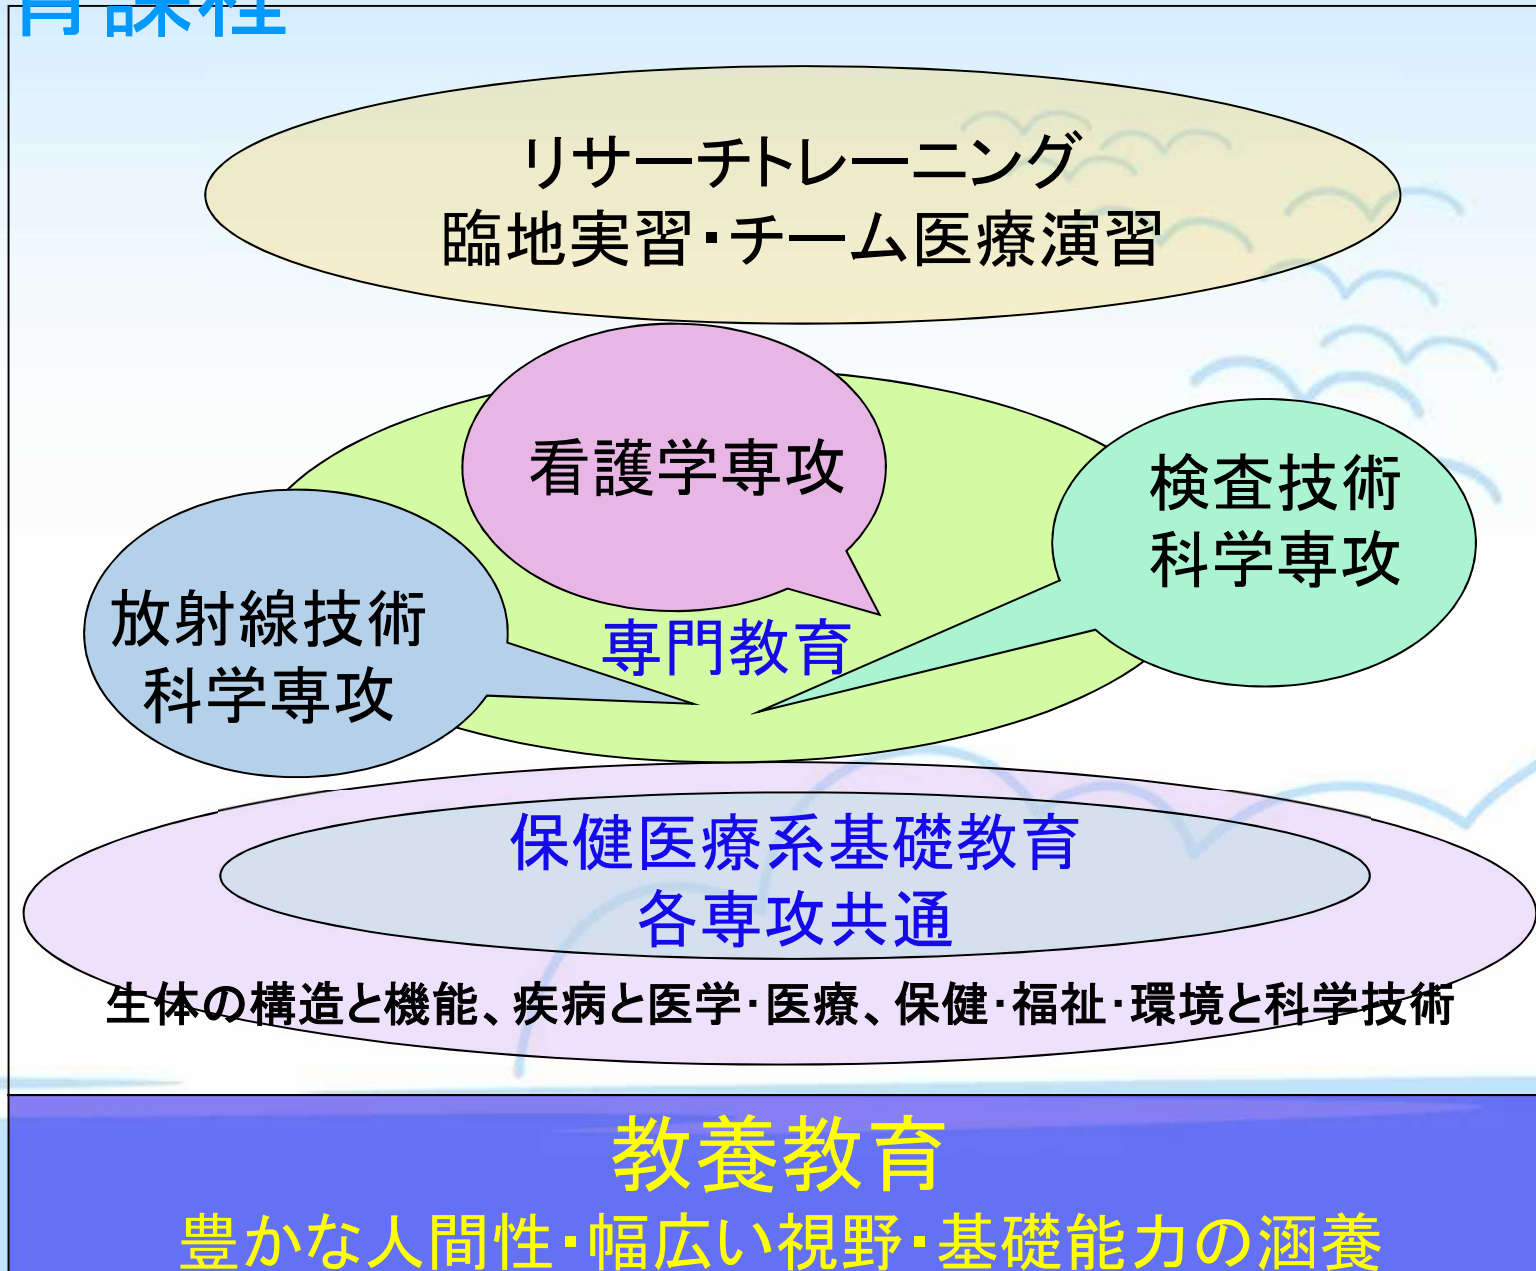 育課程
リサーチトレーニング
臨地実習・チーム医療演習
看護学専攻
検査技術
科学専攻
放射線技術
科学専攻
専門教育
保健医療系基礎教育
各専攻共通
生体の構造と機能、疾病と医学・医療、保健・福祉・環境と科学技術
教養教育
豊かな人間性・幅広い視野・基礎能力の涵養